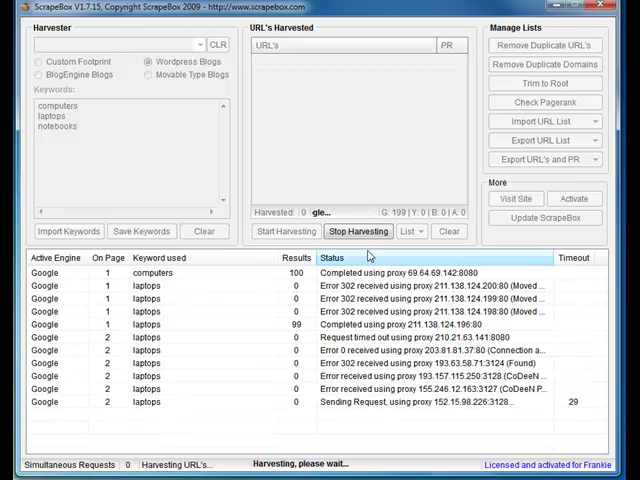 ScrapeBox V1.7.15, Copyright ScrapeBox 2009 - http://www.scrapebox.com
Harvester
CLR
Custom Footprint
Wordpress Blogs
BlogEngine Blogs
Movable Type Blogs
Keywords:
computers
laptops
notebooks
Import Keywords
Save Keywords
Clear
URL's Harvested
URL's
PR
Harvested: 0
gle...
G: 199 | Y: 0 | B: 0 | A: 0
Start Harvesting
Stop Harvesting
List
Clear
Manage Lists
Remove Duplicate URL's
Remove Duplicate Domains
Trim to Root
Check Pagerank
Import URL List
Export URL List
Export URL's and PR
More
Visit Site
Activate
Update ScrapeBox
Active Engine On Page Keyword used Results Status Timeout
Google 1 computers 100 Completed using proxy 69.64.69.142:8080
Google 1 laptops 0 Error 302 received using proxy 211.138.124.200:80 (Moved ...
Google 1 laptops 0 Error 302 received using proxy 211.138.124.199:80 (Moved ...
Google 1 laptops 0 Error 302 received using proxy 211.138.124.198:80 (Moved ...
Google 1 laptops 99 Completed using proxy 211.138.124.196:80
Google 2 laptops 0 Request timed out using proxy 210.21.63.141:8080
Google 2 laptops 0 Error 0 received using proxy 203.81.81.37:80 (Connection a...
Google 2 laptops 0 Error 302 received using proxy 193.63.58.71:3124 (Found)
Google 2 laptops 0 Error received using proxy 193.157.115.250:3128 (CoDeeN ...
Google 2 laptops 0 Error received using proxy 155.246.12.163:3127 (CoDeeN P...
Google 2 laptops 0 Sending Request, using proxy 152.15.98.226:3128... 29
Simultaneous Requests 0 Harvesting URL's... Harvesting, please wait... Licensed and activated for Frankie